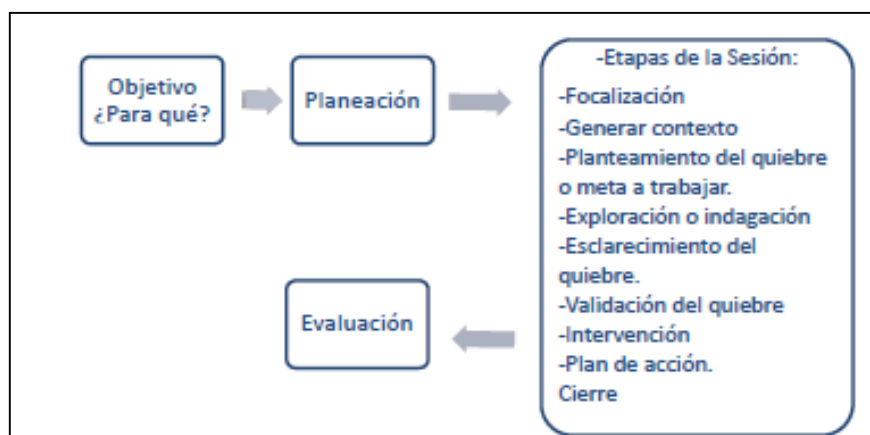 Objetivo
¿Para qué?
Planeación
-Etapas de la Sesión:
-Focalización
-Generar contexto
-Planteamiento del quiebre
o meta a trabajar.
-Exploración o indagación
-Esclarecimiento del
quiebre.
-Validación del quiebre
-Intervención
-Plan de acción.
Cierre
Evaluación